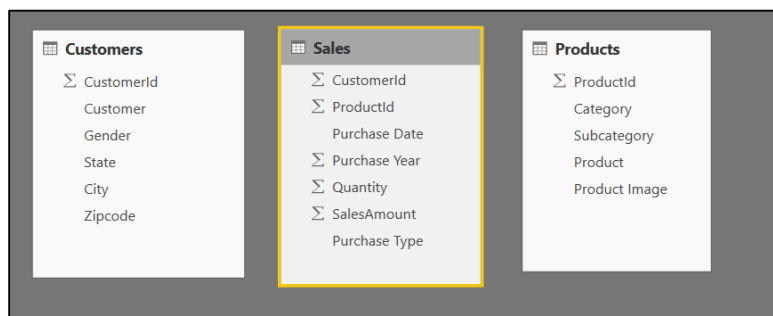 Customers
Σ CustomerId
Customer
Gender
State
City
Zipcode
Sales
Σ CustomerId
Σ ProductId
Purchase Date
Σ Purchase Year
Σ Quantity
Σ SalesAmount
Purchase Type
Products
Σ ProductId
Category
Subcategory
Product
Product Image